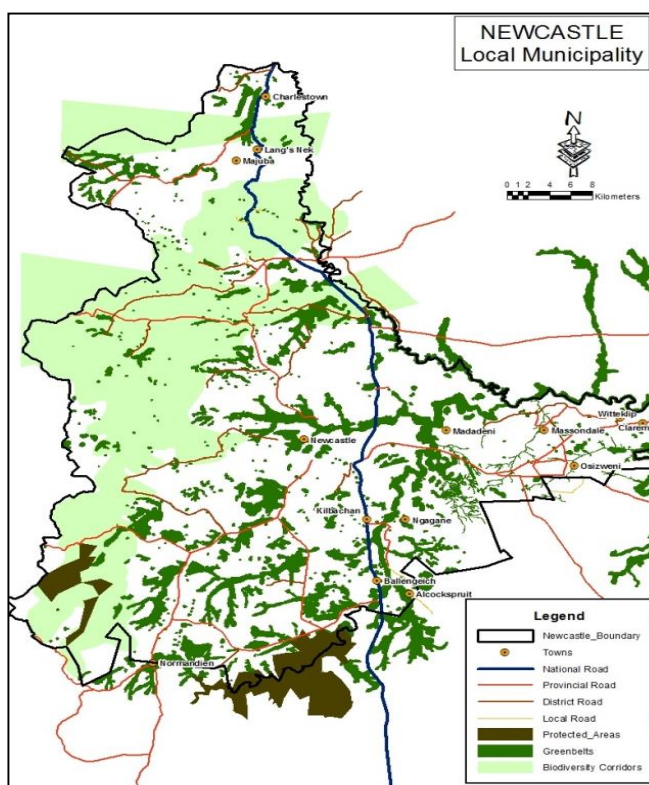 NEWCASTLE
Local Municipality
N
0 1 2 4 6 8
Kilometers
Charlestown
Lang's Nek
Majuba
Newcastle
Madadeni
Massondale
Witteklip
Clarem
Osizweni
Kilbachan
Ngagane
Ballengeich
Alcockspruit
Normandien
Legend
Newcastle_Boundary
Towns
National Road
Provincial Road
District Road
Local Road
Protected_Areas
Greenbelts
Biodiversity Corridors